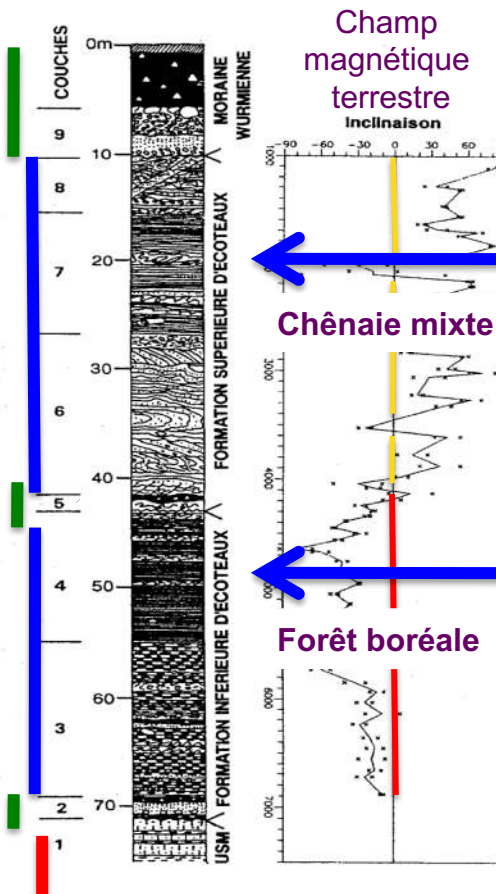 Champ
magnétique
terrestre
Inclinaison
-90
-60
-30
0
30
60
COUCHES
0m
10
20
30
40
50
60
70
9
8
7
6
5
4
3
2
1
MORAINE
WURMIENNE
FORMATION SUPERIEURE D'ECOTEAUX
FORMATION INFERIEURE D'ECOTEAUX
USM
1000
Chênaie mixte
3000
4000
Forêt boréale
6000
7000